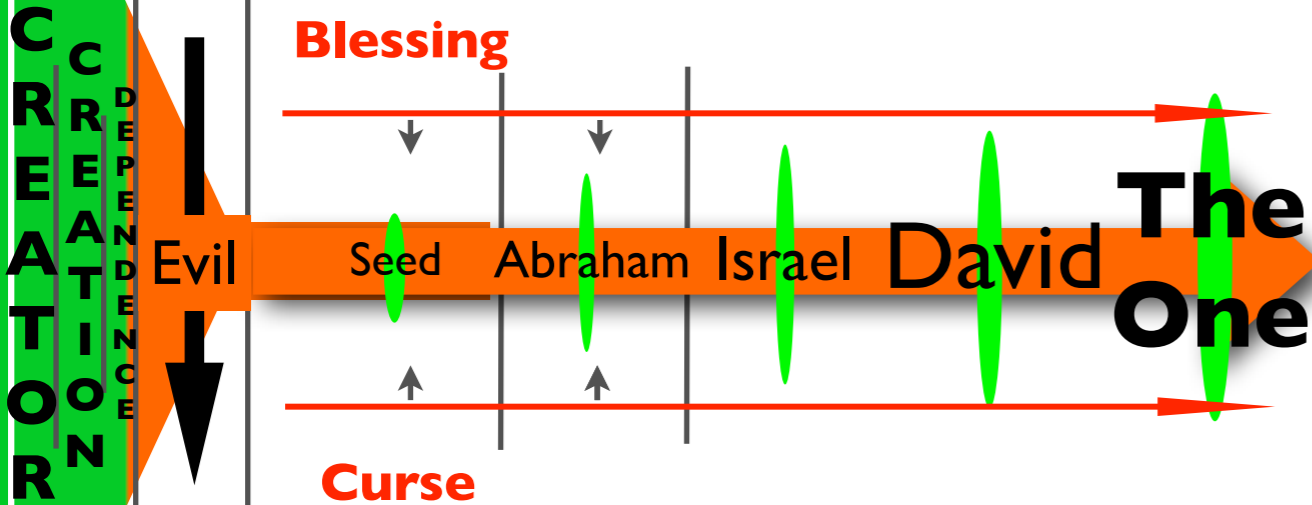 CREATOR
CREATION
DEPENDENCE
Evil
Blessing
Seed
Abraham
Israel
David
The
One
Curse